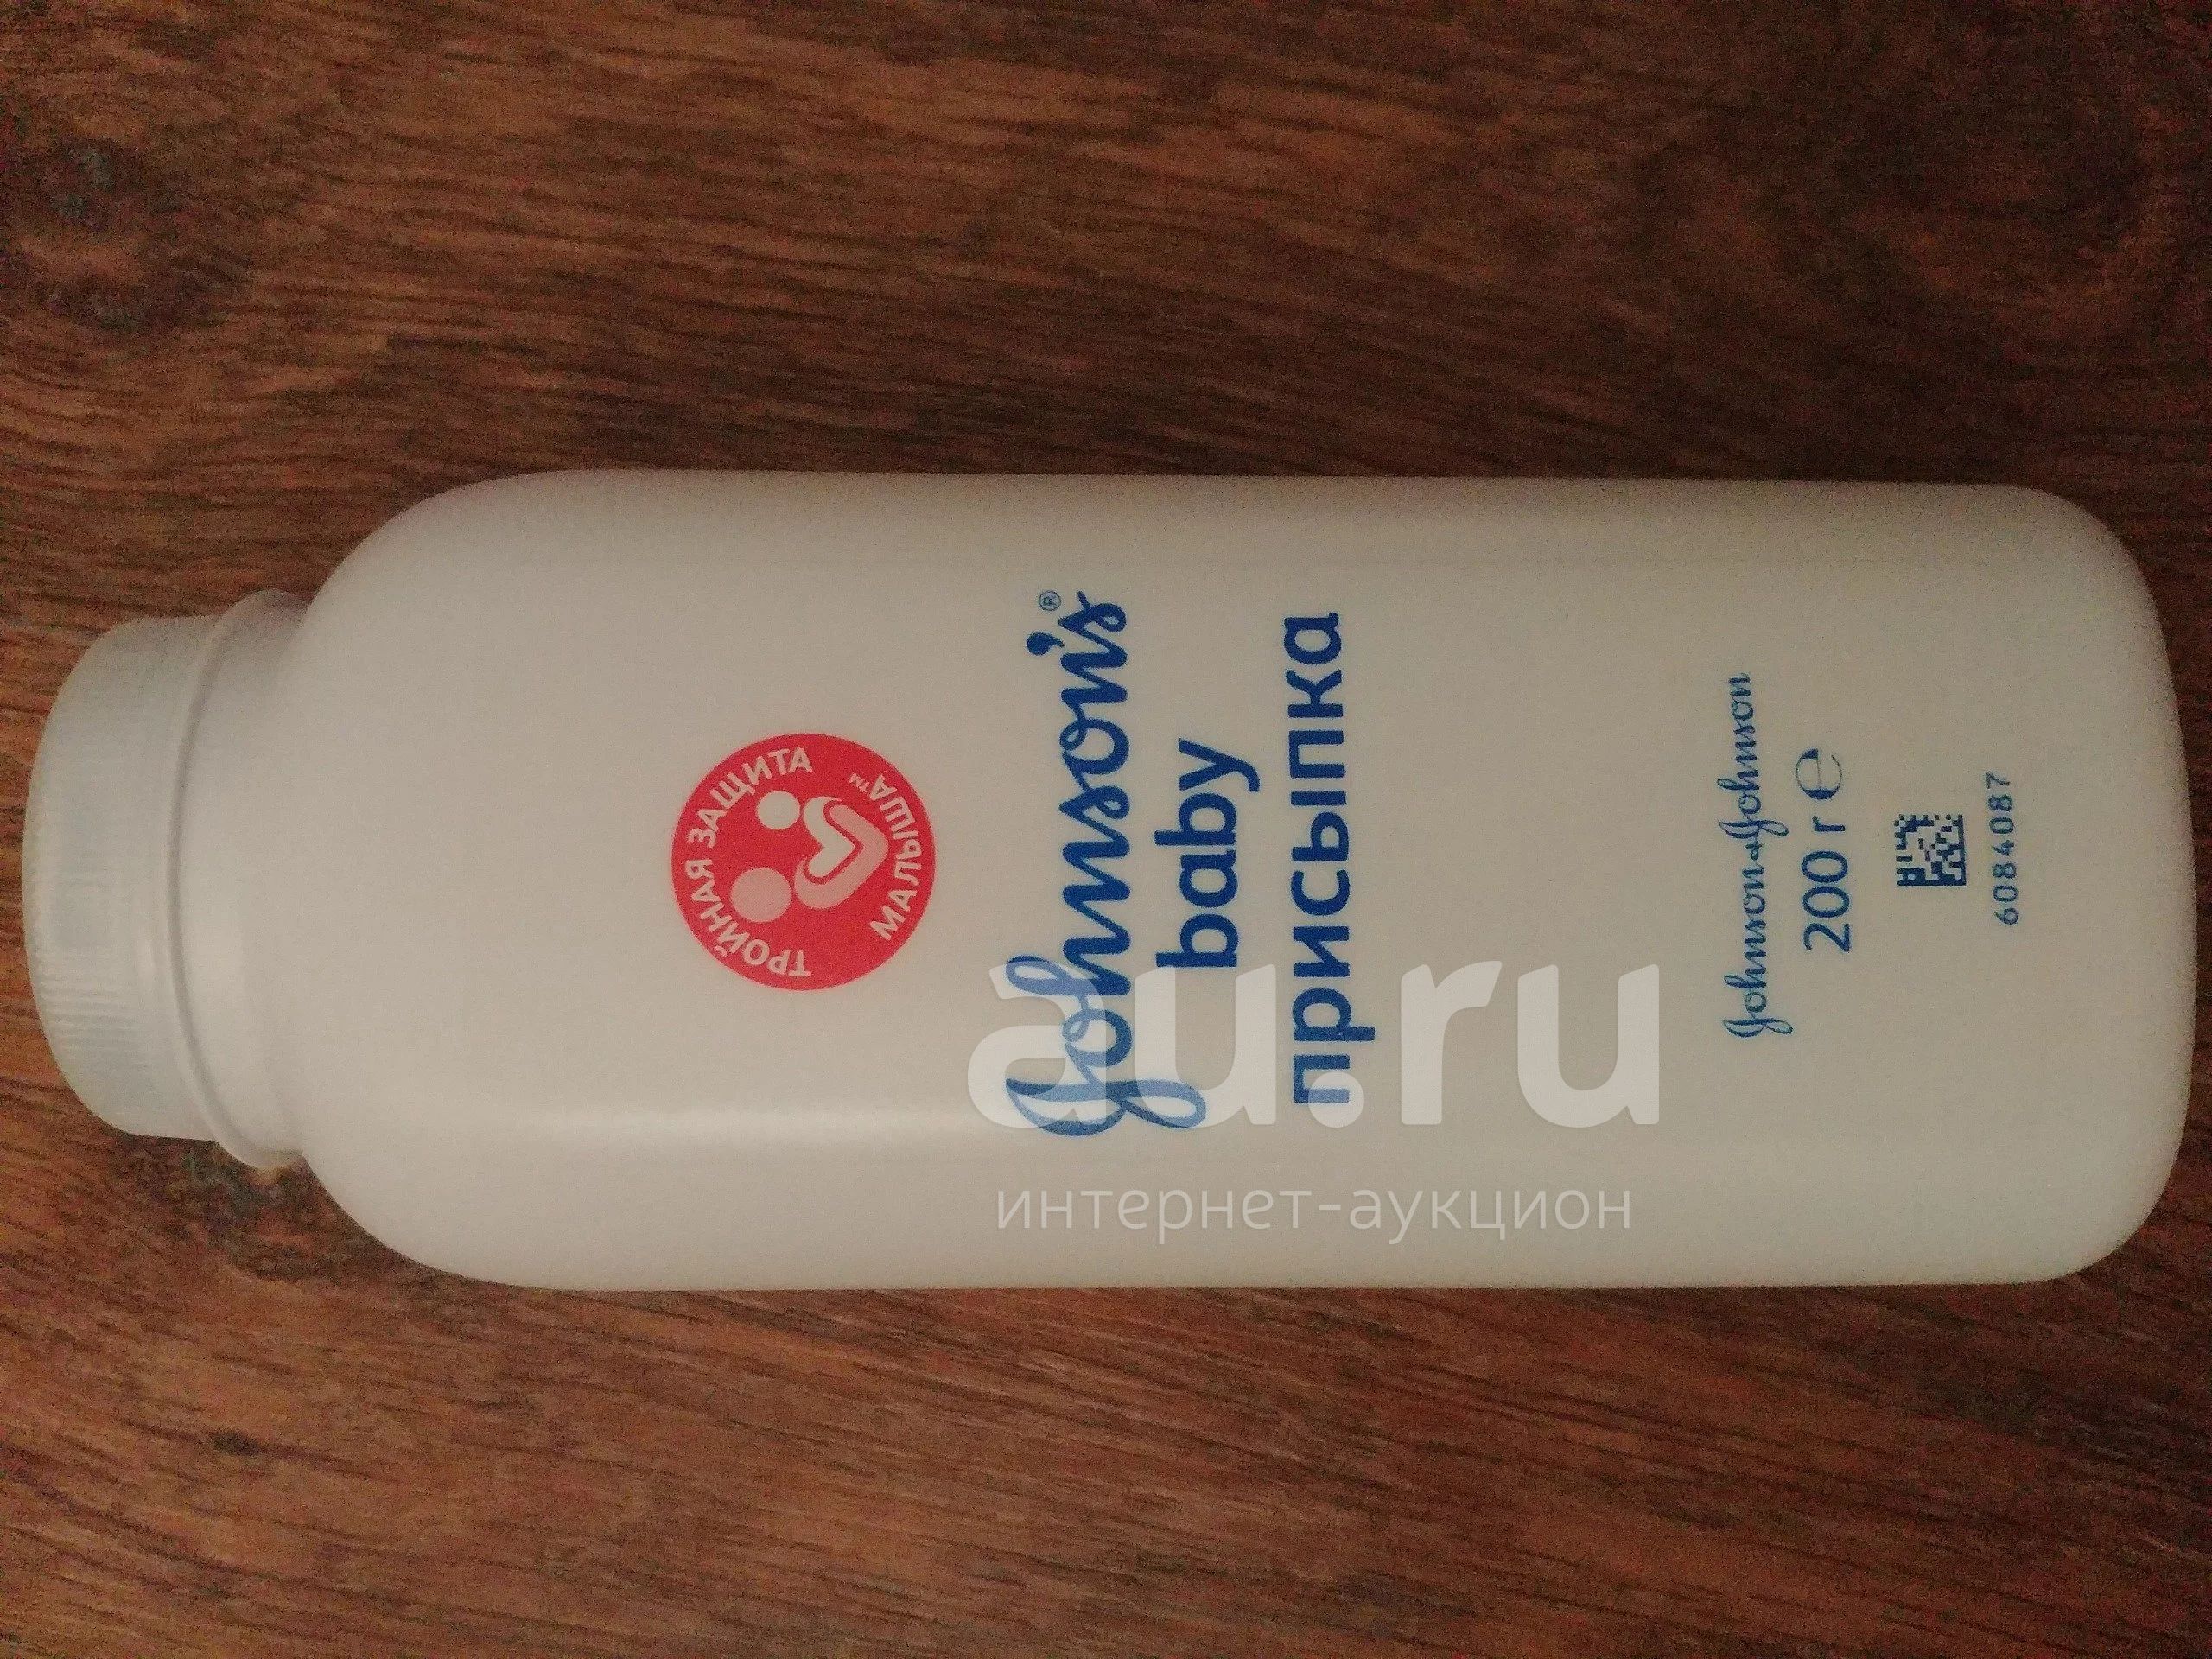 ТРОЙНАЯ ЗАЩИТА
МАЛЫША™
Johnson's®
baby
присыпка
Johnson & Johnson
200 г ℮
6084087
au.ru
интернет-аукцион